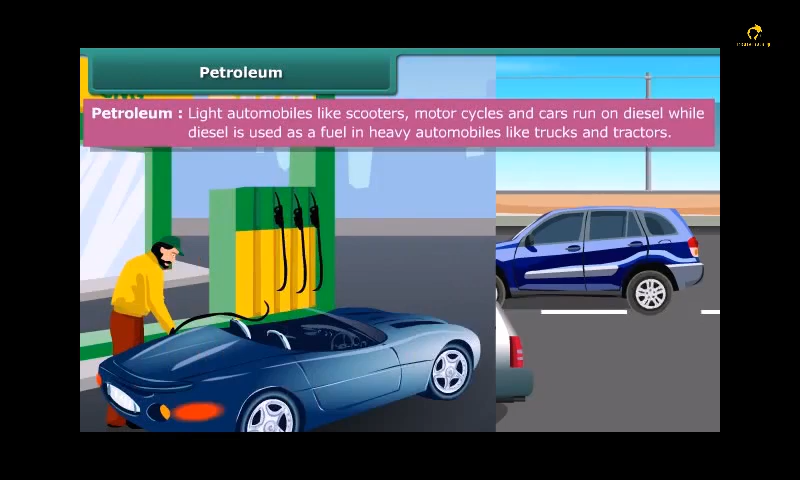 Petroleum
Petroleum : Light automobiles like scooters, motor cycles and cars run on diesel while
diesel is used as a fuel in heavy automobiles like trucks and tractors.